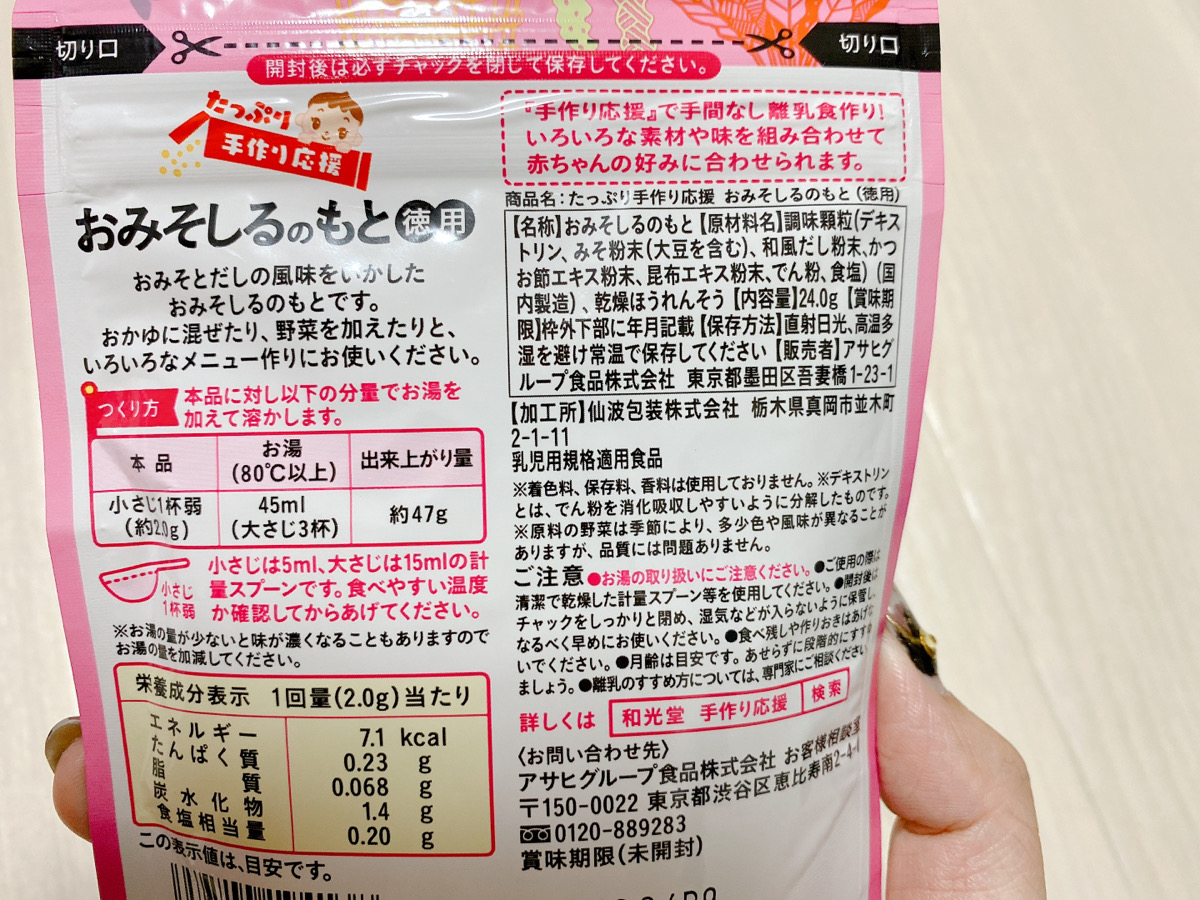 切り口
切り口
開封後は必ずチャックを閉じて保存してください。
たっぷり
手作り応援
おみそしるのもと徳用
おみそとだしの風味をいかした
おみそしるのもとです。
おかゆに混ぜたり、野菜を加えたりと、
いろいろなメニュー作りにお使いください。
つくり方
本品に対し以下の分量でお湯を
加えて溶かします。
本品 お湯(80℃以上) 出来上がり量
小さじ1杯弱(約2.0g) 45ml(大さじ3杯) 約47g
小さじ1杯弱
小さじは5ml、大さじは15mlの計
量スプーンです。食べやすい温度
か確認してからあげてください。
※お湯の量が少ないと味が濃くなることもありますので
お湯の量を加減してください。
栄養成分表示 1回量(2.0g)当たり
エネルギー 7.1 kcal
たんぱく質 0.23 g
脂質 0.068 g
炭水化物 1.4 g
食塩相当量 0.20 g
この表示値は、目安です。
『手作り応援』で手間なし離乳食作り!
いろいろな素材や味を組み合わせて
赤ちゃんの好みに合わせられます。
商品名:たっぷり手作り応援 おみそしるのもと(徳用)
【名称】おみそしるのもと【原材料名】調味顆粒(デキス
トリン、みそ粉末(大豆を含む)、和風だし粉末、かつ
お節エキス粉末、昆布エキス粉末、でん粉、食塩)(国
内製造)、乾燥ほうれんそう【内容量】24.0g【賞味期
限】枠外下部に年月記載【保存方法】直射日光、高温多
湿を避け常温で保存してください【販売者】アサヒグ
ループ食品株式会社 東京都墨田区吾妻橋1-23-1
【加工所】仙波包装株式会社 栃木県真岡市並木町
2-1-11
乳児用規格適用食品
※着色料、保存料、香料は使用しておりません。※デキストリン
とは、でん粉を消化吸収しやすいように分解したものです。
※原料の野菜は季節により、多少色や風味が異なることが
ありますが、品質には問題ありません。
ご注意 ●お湯の取り扱いにご注意ください。●ご使用の際は
清潔で乾燥した計量スプーン等を使用してください。●開封後は
チャックをしっかりと閉め、湿気などが入らないように保管し、
なるべく早めにお使いください。●食べ残しや作りおきはあげな
いでください。●月齢は目安です。あせらずに段階的にすすめ
ましょう。●離乳のすすめ方については、専門家にご相談ください
詳しくは 和光堂 手作り応援 検索
〈お問い合わせ先〉
アサヒグループ食品株式会社 お客様相談室
〒150-0022 東京都渋谷区恵比寿南2-4-1
0120-889283
賞味期限(未開封)